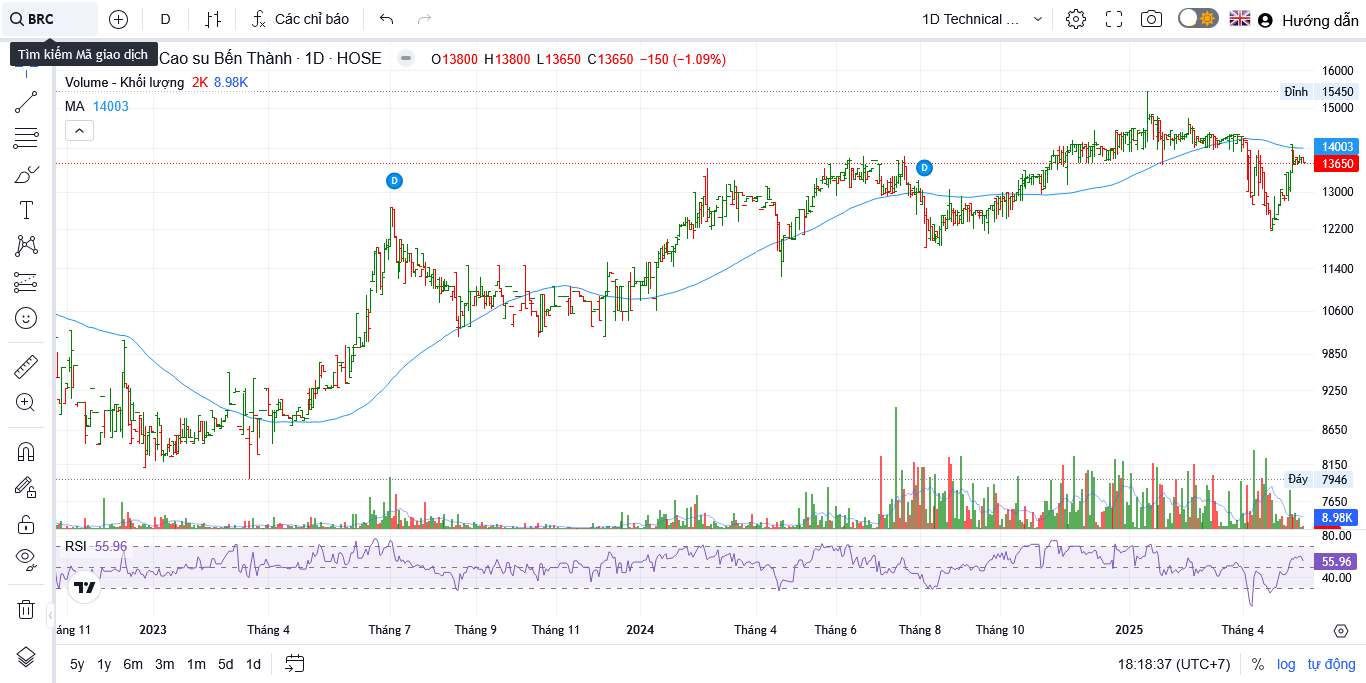 BRC
D
Các chỉ báo
1D Technical ...
Hướng dẫn
Tìm kiếm Mã giao dịch
Cao su Bến Thành · 1D · HOSE
O13800 H13800 L13650 C13650 −150 (−1.09%)
Volume - Khối lượng 2K 8.98K
MA 14003
D
D
16000
Đỉnh 15450
15000
14003
13650
13000
12200
11400
10600
9850
9250
8650
8150
Đáy 7946
7650
8.98K
RSI 55.96
80.00
55.96
40.00
áng 11
2023
Tháng 4
Tháng 7
Tháng 9
Tháng 11
2024
Tháng 4
Tháng 6
Tháng 8
Tháng 10
2025
Tháng 4
5y 1y 6m 3m 1m 5d 1d
18:18:37 (UTC+7)
% log tự động